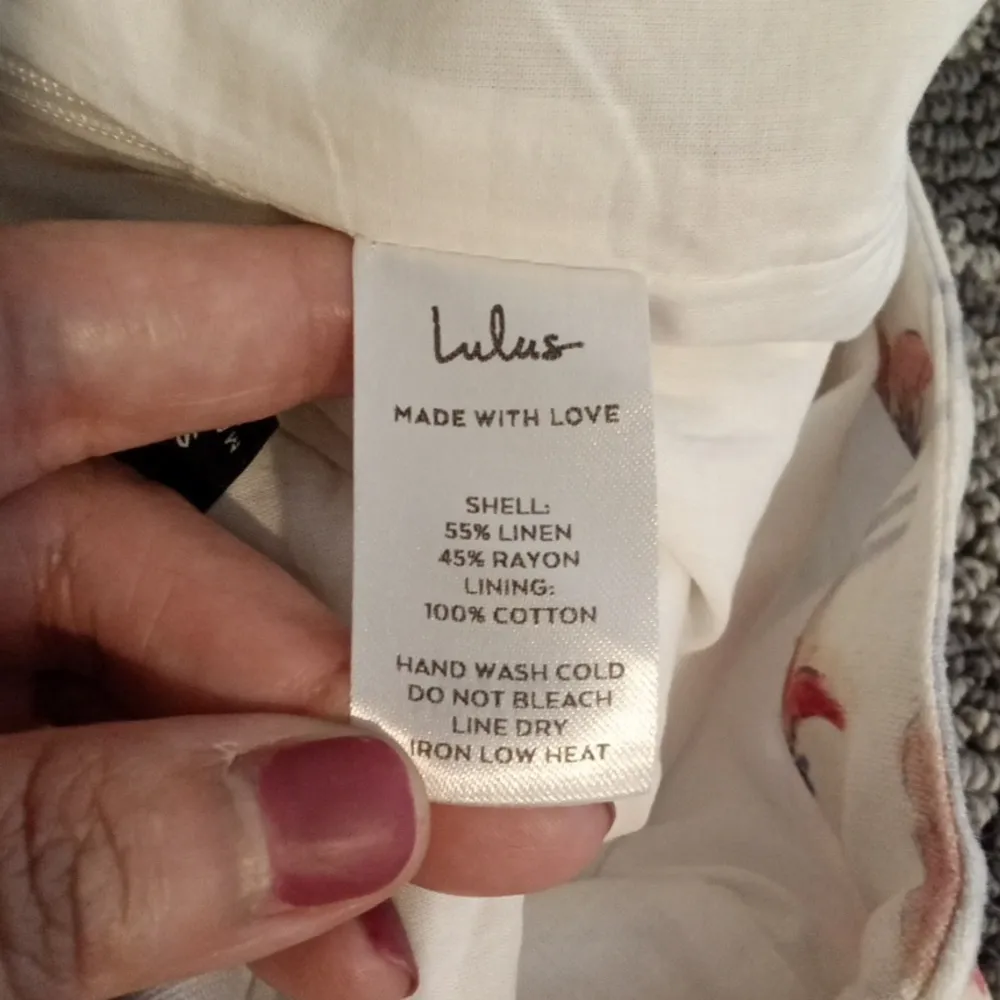 Lulus
MADE WITH LOVE
SHELL:
55% LINEN
45% RAYON
LINING:
100% COTTON
HAND WASH COLD
DO NOT BLEACH
LINE DRY
IRON LOW HEAT